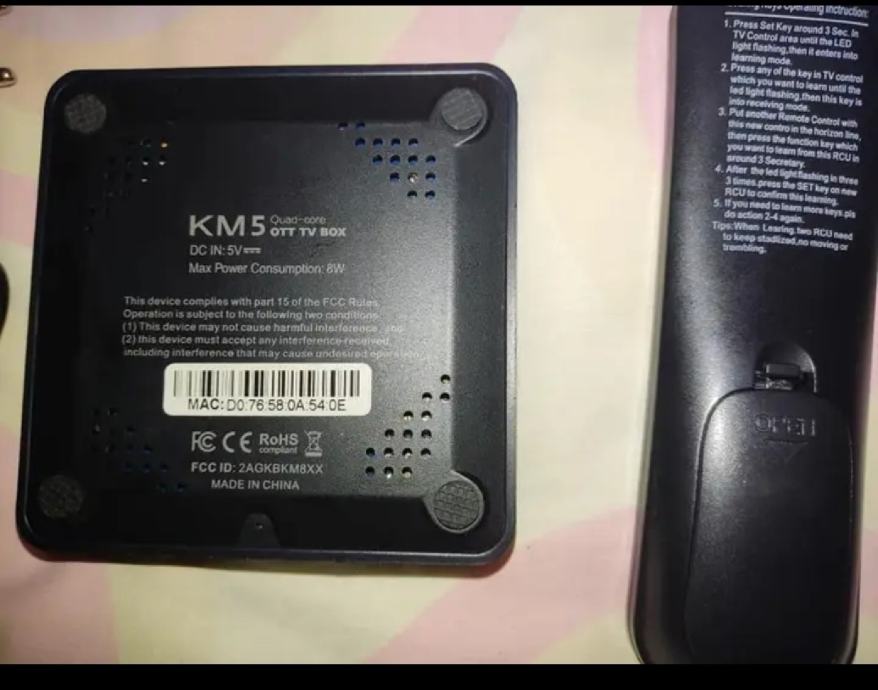 KM5 Quad-core
OTT TV BOX
DC IN: 5V
Max Power Consumption: 8W
This device complies with part 15 of the FCC Rules.
Operation is subject to the following two conditions
(1) This device may not cause harmful interference, and
(2) this device must accept any interference received,
including interference that may cause undesired operation
MAC: D0:76:58:0A:54:0E
FC CE RoHS
compliant
FCC ID: 2AGKBKM8XX
MADE IN CHINA
Keys Operating Instruction:
1. Press Set Key around 3 Sec. In
TV Control area until the LED
light flashing,then it enters into
learning mode.
2. Press any of the key in TV control
which you want to learn until the
led light flashing,then this key is
into receiving mode.
3. Put another Remote Control with
this new contro in the horizon line,
then press the function key which
you want to learn from this RCU in
around 3 Secretary.
4. After the led light flashing in three
3 times,press the SET key on new
RCU to confirm this learning.
5. If you need to learn more keys,pls
do action 2-4 again.
Tips:When Learing,two RCU need
to keep stadlized,no moving or
trembling.
OPEN